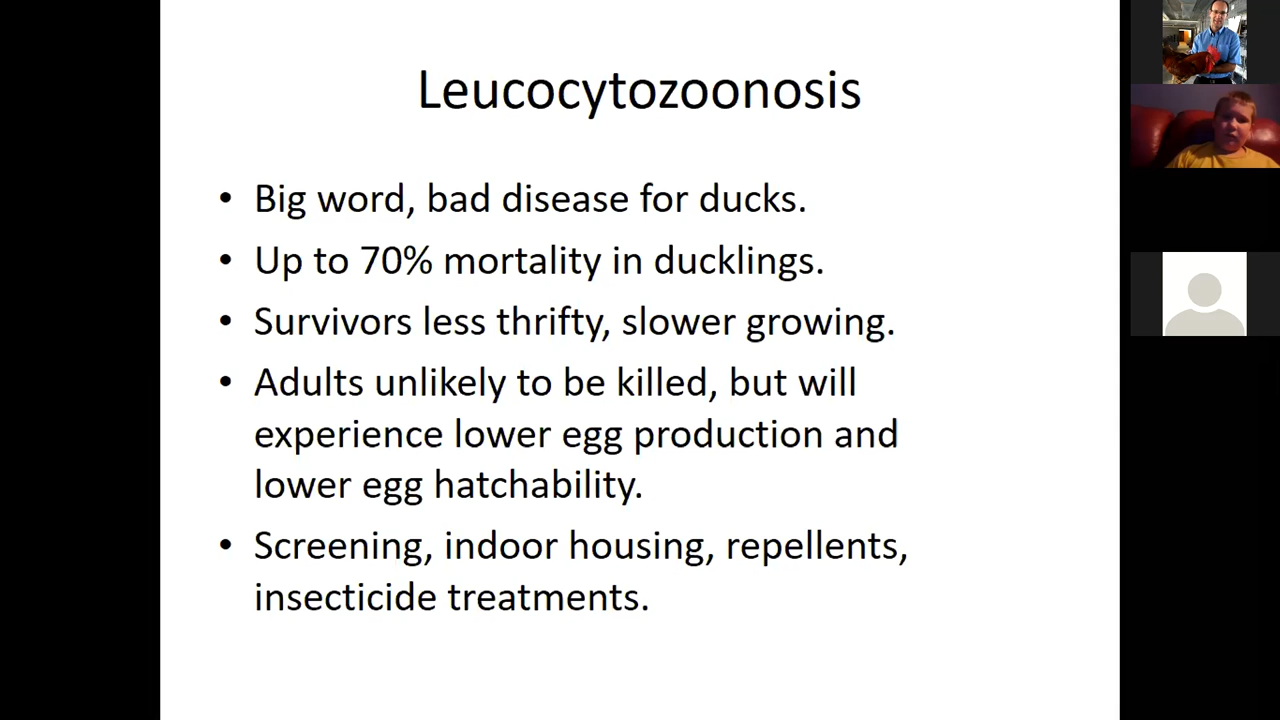 Leucocytozoonosis
• Big word, bad disease for ducks.
• Up to 70% mortality in ducklings.
• Survivors less thrifty, slower growing.
• Adults unlikely to be killed, but will
experience lower egg production and
lower egg hatchability.
• Screening, indoor housing, repellents,
insecticide treatments.